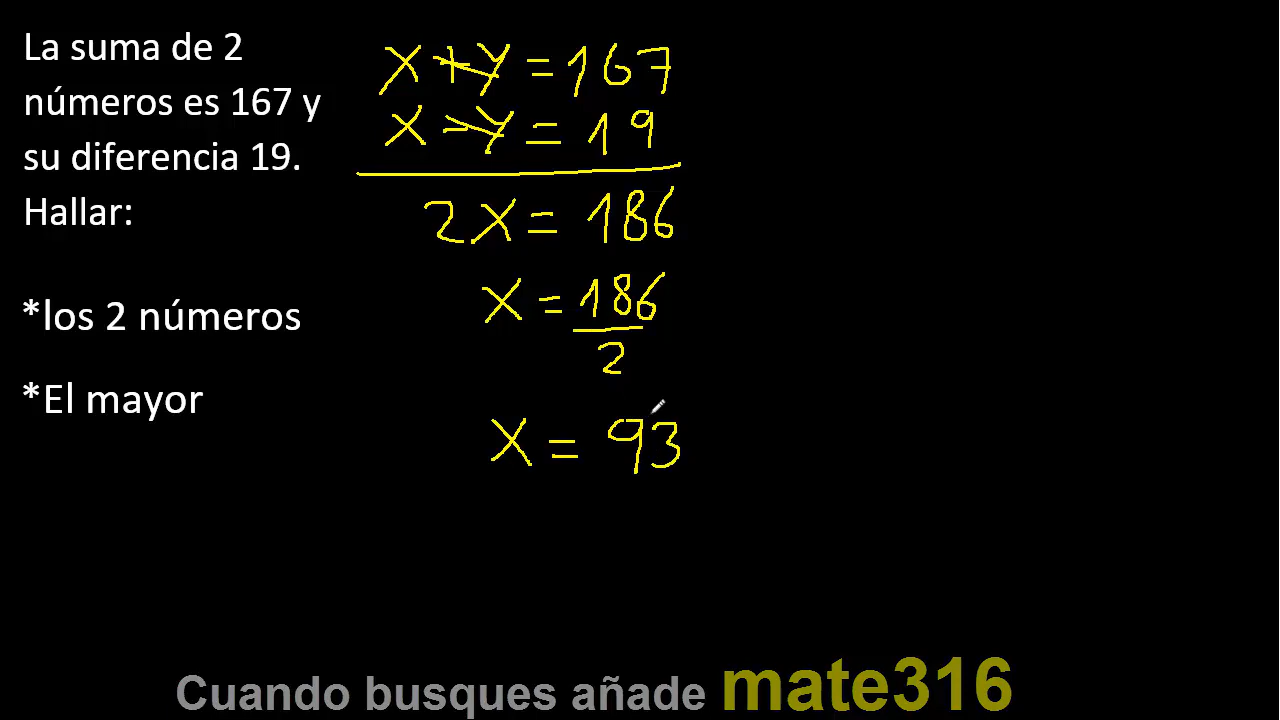 La suma de 2
números es 167 y
su diferencia 19.
Hallar:
*los 2 números
*El mayor
X + Y = 167
X - Y = 19
2X = 186
X = 186
2
X = 93
Cuando busques añade mate316